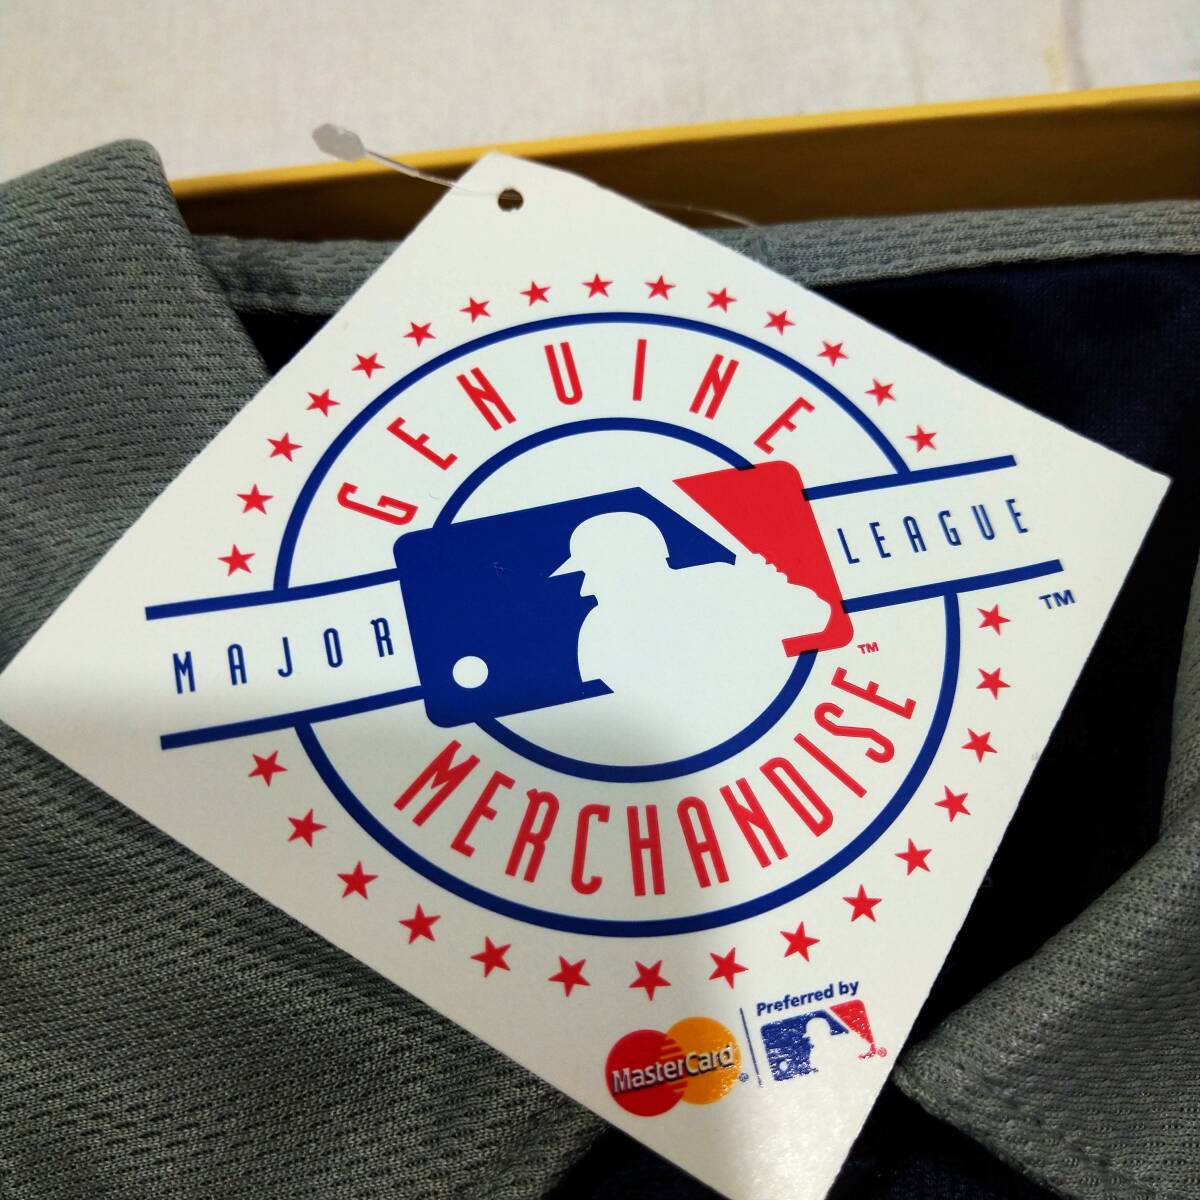 GENUINE
MAJOR LEAGUE
TM
TM
MERCHANDISE
Preferred by
MasterCard
®
®